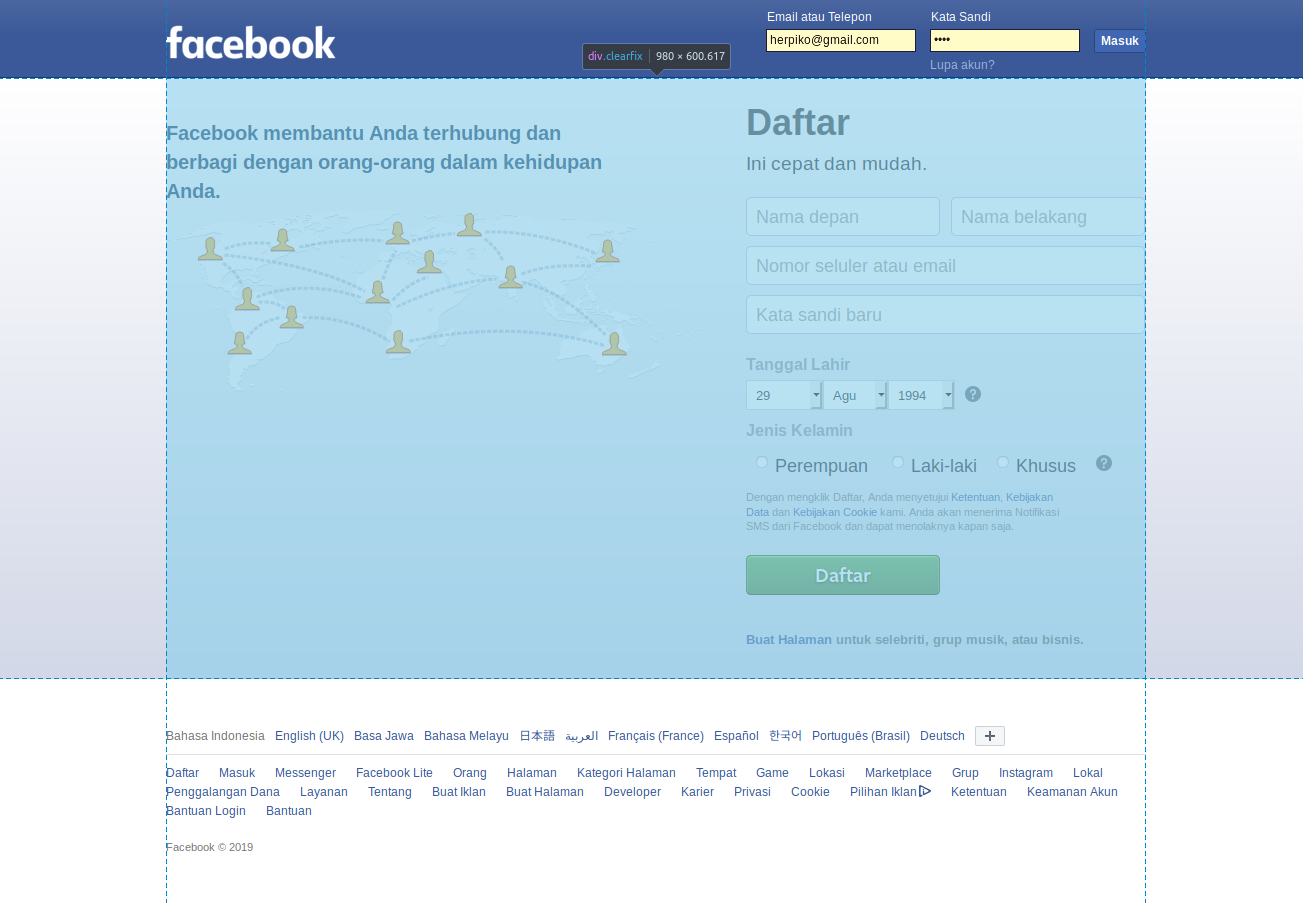 facebook
Email atau Telepon
Kata Sandi
herpiko@gmail.com
••••
Masuk
Lupa akun?
div.clearfix | 980 × 600.617
Facebook membantu Anda terhubung dan
berbagi dengan orang-orang dalam kehidupan
Anda.
Daftar
Ini cepat dan mudah.
Nama depan
Nama belakang
Nomor seluler atau email
Kata sandi baru
Tanggal Lahir
29 Agu 1994 ?
Jenis Kelamin
Perempuan Laki-laki Khusus ?
Dengan mengklik Daftar, Anda menyetujui Ketentuan, Kebijakan
Data dan Kebijakan Cookie kami. Anda akan menerima Notifikasi
SMS dari Facebook dan dapat menolaknya kapan saja.
Daftar
Buat Halaman untuk selebriti, grup musik, atau bisnis.
Bahasa Indonesia English (UK) Basa Jawa Bahasa Melayu 日本語 العربية Français (France) Español 한국어 Português (Brasil) Deutsch +
Daftar Masuk Messenger Facebook Lite Orang Halaman Kategori Halaman Tempat Game Lokasi Marketplace Grup Instagram Lokal
Penggalangan Dana Layanan Tentang Buat Iklan Buat Halaman Developer Karier Privasi Cookie Pilihan Iklan Ketentuan Keamanan Akun
Bantuan Login Bantuan
Facebook © 2019